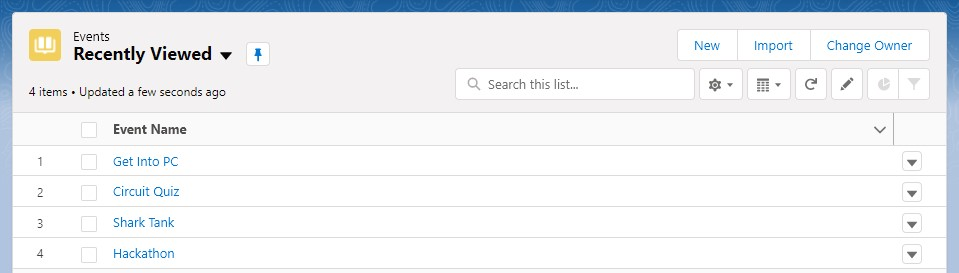 Events
Recently Viewed
New Import Change Owner
4 items • Updated a few seconds ago
Search this list...
Event Name
1 Get Into PC
2 Circuit Quiz
3 Shark Tank
4 Hackathon